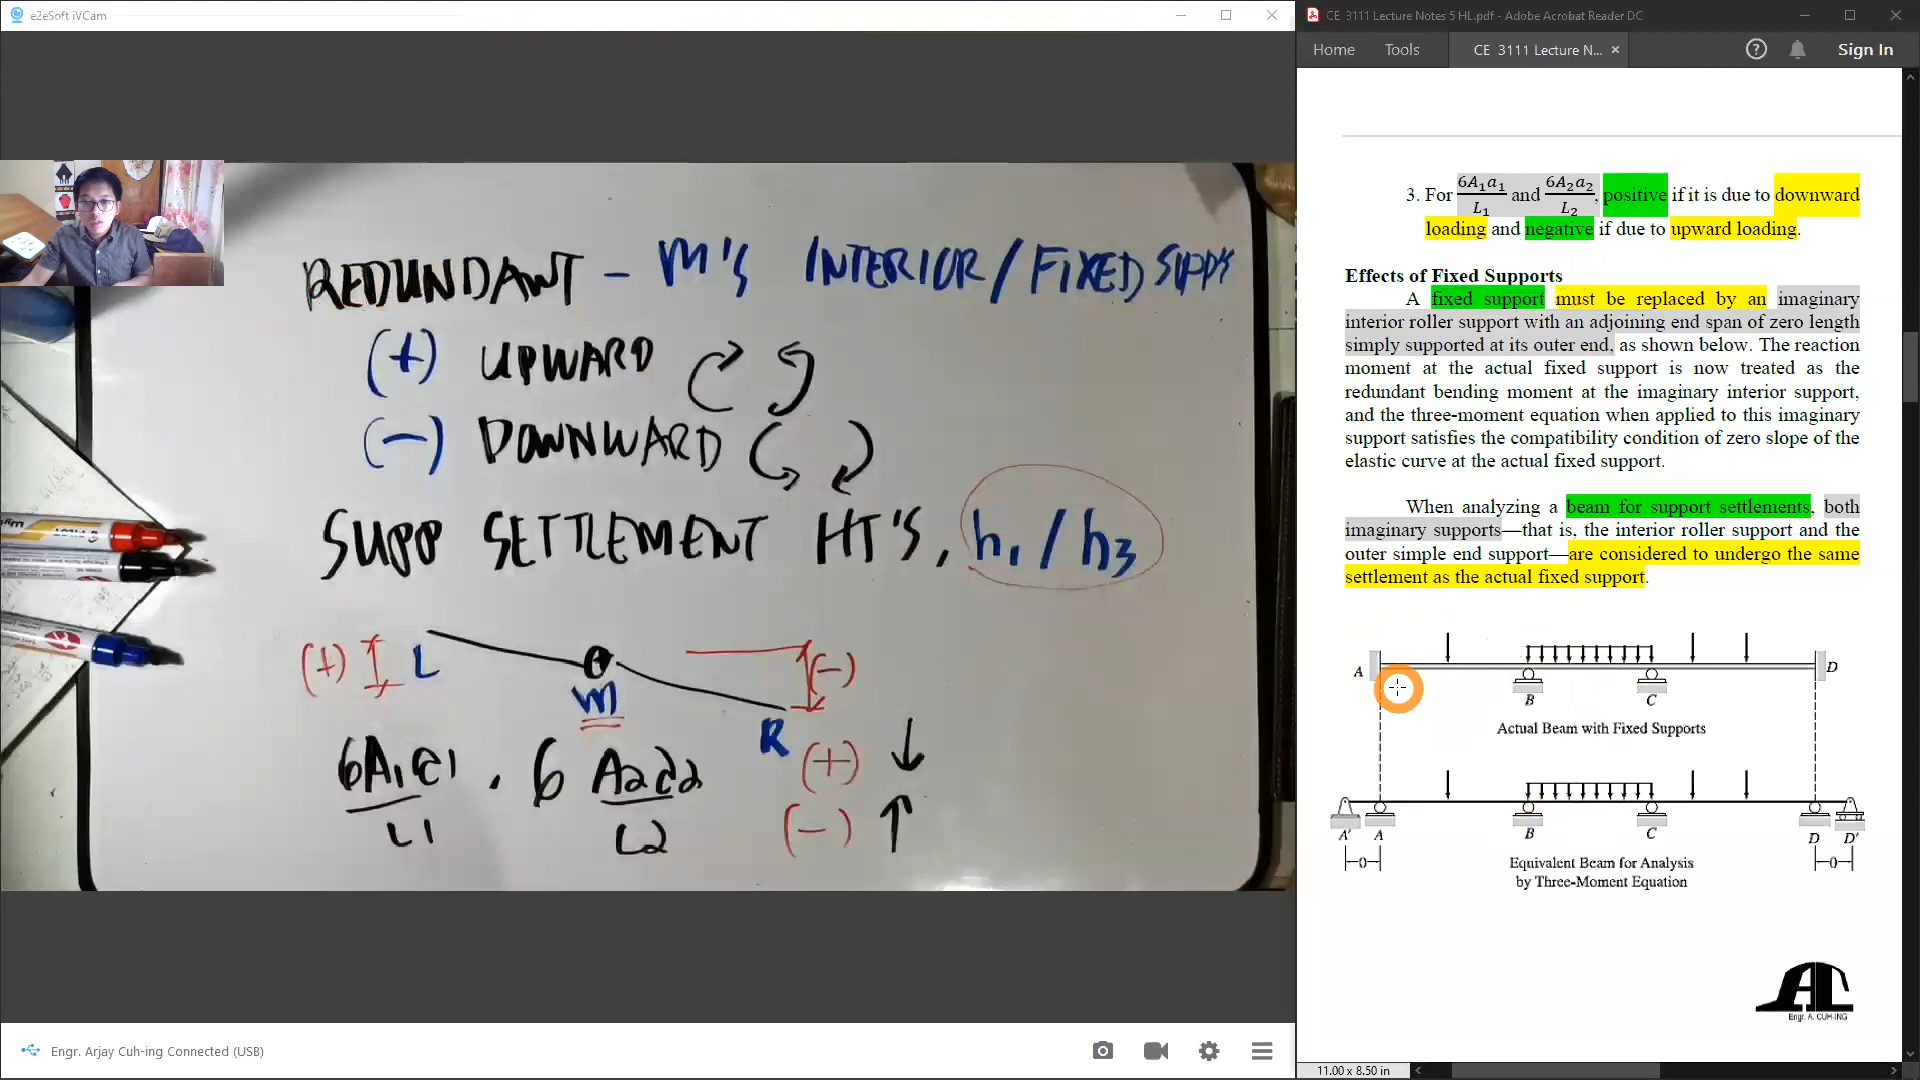 e2eSoft iVCam
REDUNDANT - M's INTERIOR/FIXED SUPP'S
(+) UPWARD
(-) DOWNWARD
SUPP SETTLEMENT HT'S, h1/h3
(+) L
M
(-)
R
6A1a1/L1 . 6A2a2/L2
(+) ↓
(-) ↑
Engr. Arjay Cuh-ing Connected (USB)
CE 3111 Lecture Notes 5 HL.pdf - Adobe Acrobat Reader DC
Home Tools CE 3111 Lecture N... × Sign In
3. For 6A₁a₁/L₁ and 6A₂a₂/L₂, positive if it is due to downward
loading and negative if due to upward loading.
Effects of Fixed Supports
A fixed support must be replaced by an imaginary
interior roller support with an adjoining end span of zero length
simply supported at its outer end, as shown below. The reaction
moment at the actual fixed support is now treated as the
redundant bending moment at the imaginary interior support,
and the three-moment equation when applied to this imaginary
support satisfies the compatibility condition of zero slope of the
elastic curve at the actual fixed support.
When analyzing a beam for support settlements, both
imaginary supports—that is, the interior roller support and the
outer simple end support—are considered to undergo the same
settlement as the actual fixed support.
A D
B C
Actual Beam with Fixed Supports
A' A B C D D'
0 0
Equivalent Beam for Analysis
by Three-Moment Equation
AC
Engr. A. CUH-ING
11.00 x 8.50 in